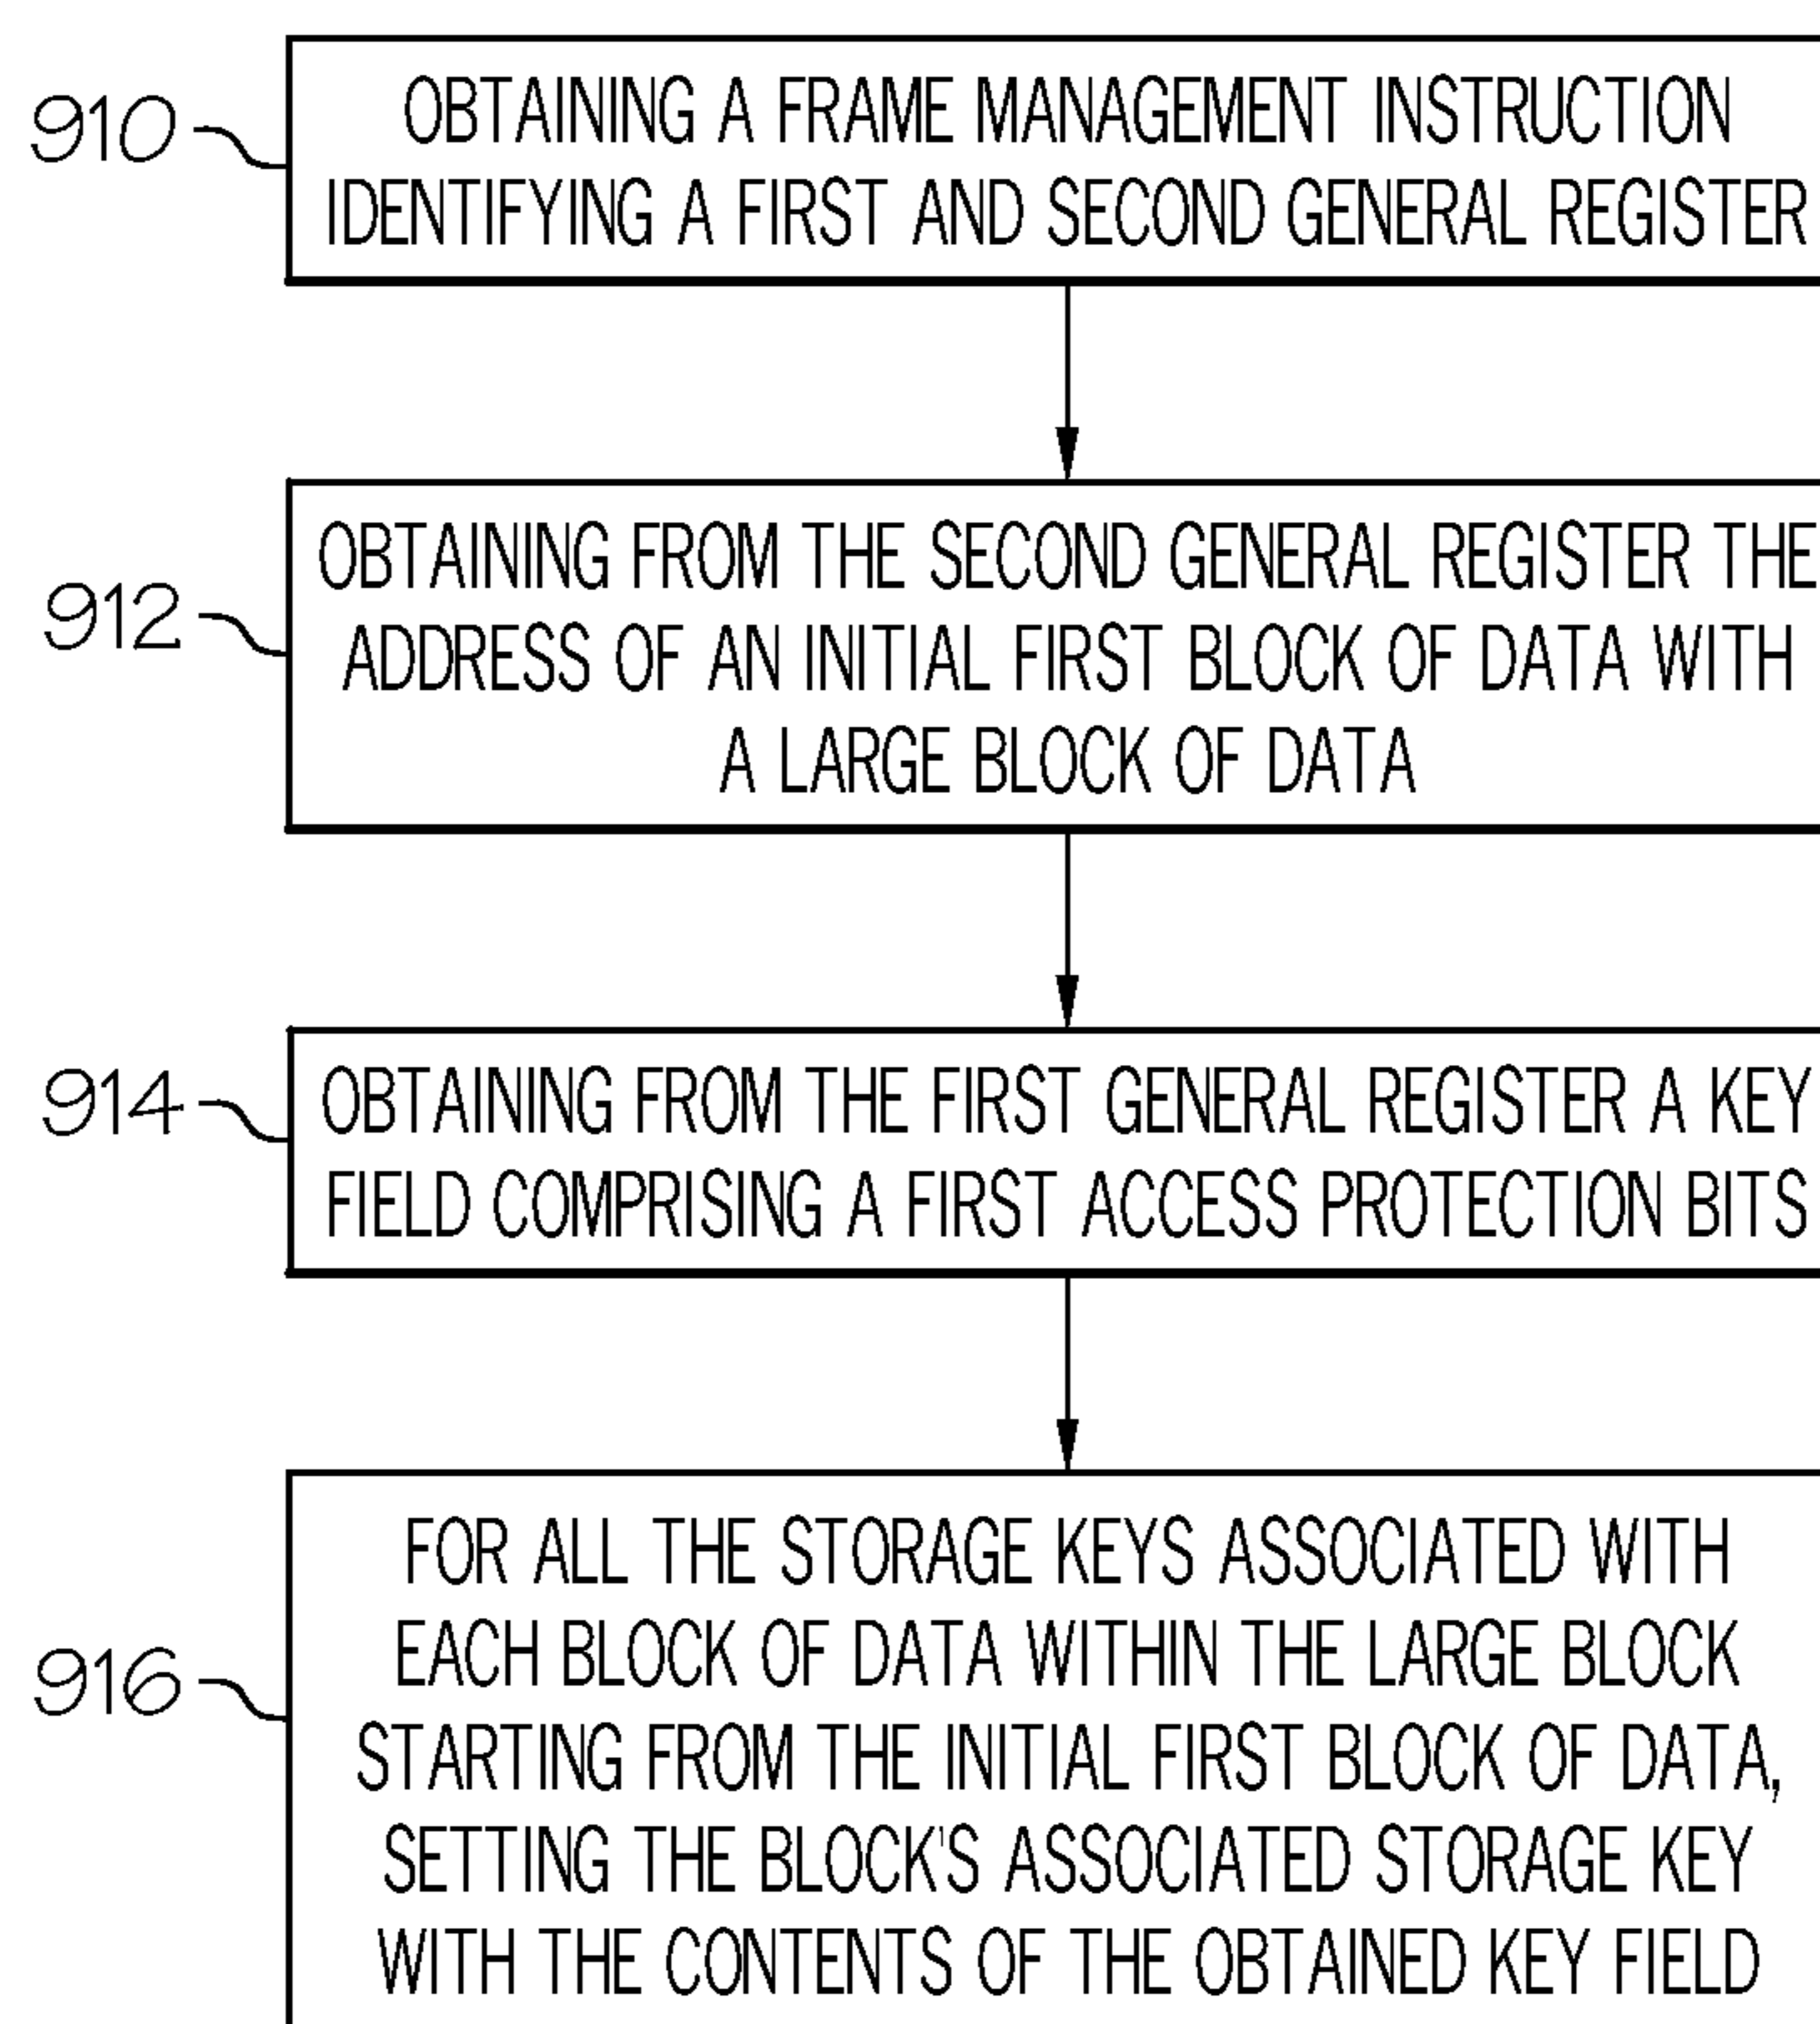 910
OBTAINING A FRAME MANAGEMENT INSTRUCTION
IDENTIFYING A FIRST AND SECOND GENERAL REGISTER
912
OBTAINING FROM THE SECOND GENERAL REGISTER THE
ADDRESS OF AN INITIAL FIRST BLOCK OF DATA WITH
A LARGE BLOCK OF DATA
914
OBTAINING FROM THE FIRST GENERAL REGISTER A KEY
FIELD COMPRISING A FIRST ACCESS PROTECTION BITS
916
FOR ALL THE STORAGE KEYS ASSOCIATED WITH
EACH BLOCK OF DATA WITHIN THE LARGE BLOCK
STARTING FROM THE INITIAL FIRST BLOCK OF DATA,
SETTING THE BLOCK'S ASSOCIATED STORAGE KEY
WITH THE CONTENTS OF THE OBTAINED KEY FIELD